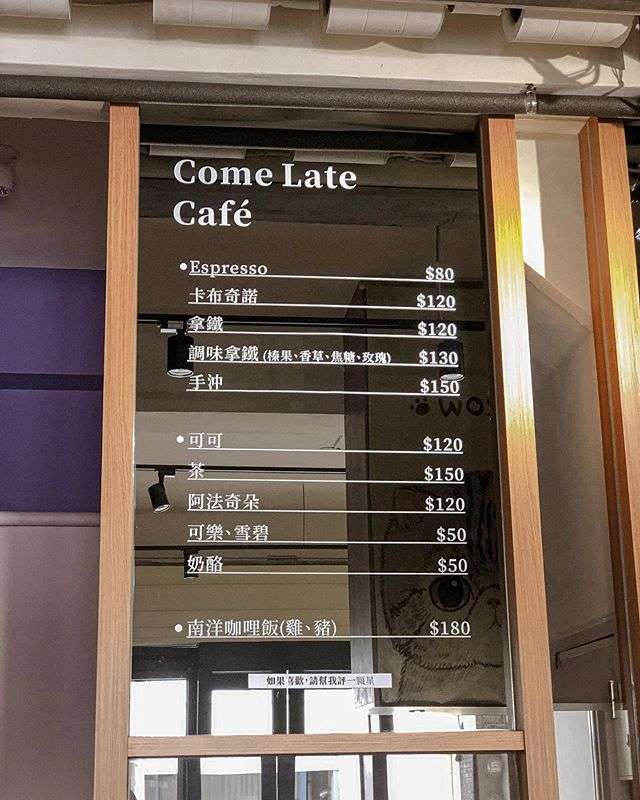 Come Late
Café
•Espresso $80
卡布奇諾 $120
拿鐵 $120
調味拿鐵 (榛果、香草、焦糖、玫瑰) $130
手沖 $150
•可可 $120
茶 $150
阿法奇朵 $120
可樂、雪碧 $50
奶酪 $50
•南洋咖哩飯(雞、豬) $180
如果喜歡，請幫我評一顆星